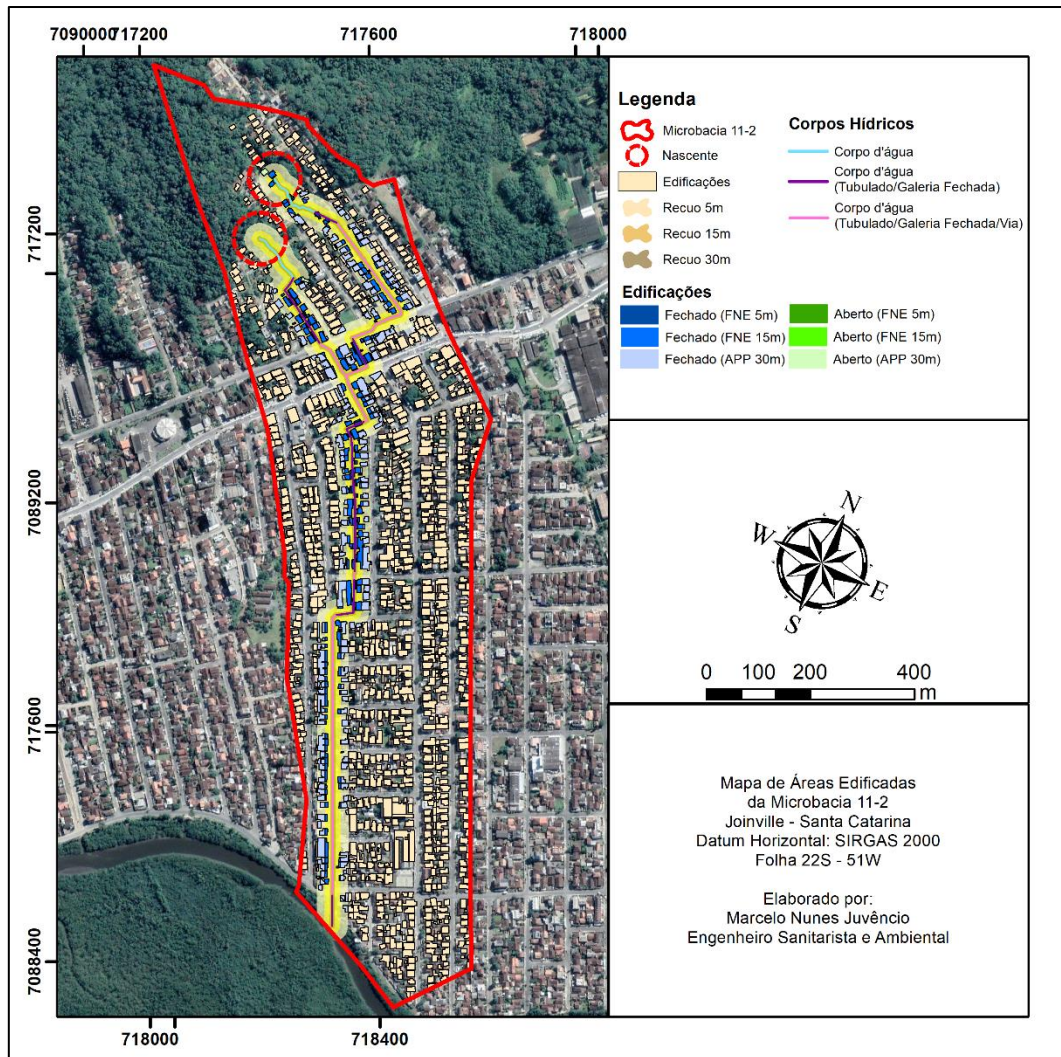 7090000 717200
717600
718000
717200
7089200
717600
7088400
718000
718400
Legenda
Microbacia 11-2
Nascente
Edificações
Recuo 5m
Recuo 15m
Recuo 30m
Corpos Hídricos
Corpo d'água
Corpo d'água
(Tubulado/Galeria Fechada)
Corpo d'água
(Tubulado/Galeria Fechada/Via)
Edificações
Fechado (FNE 5m)
Fechado (FNE 15m)
Fechado (APP 30m)
Aberto (FNE 5m)
Aberto (FNE 15m)
Aberto (APP 30m)
N
W
E
S
0 100 200 400
m
Mapa de Áreas Edificadas
da Microbacia 11-2
Joinville - Santa Catarina
Datum Horizontal: SIRGAS 2000
Folha 22S - 51W
Elaborado por:
Marcelo Nunes Juvêncio
Engenheiro Sanitarista e Ambiental